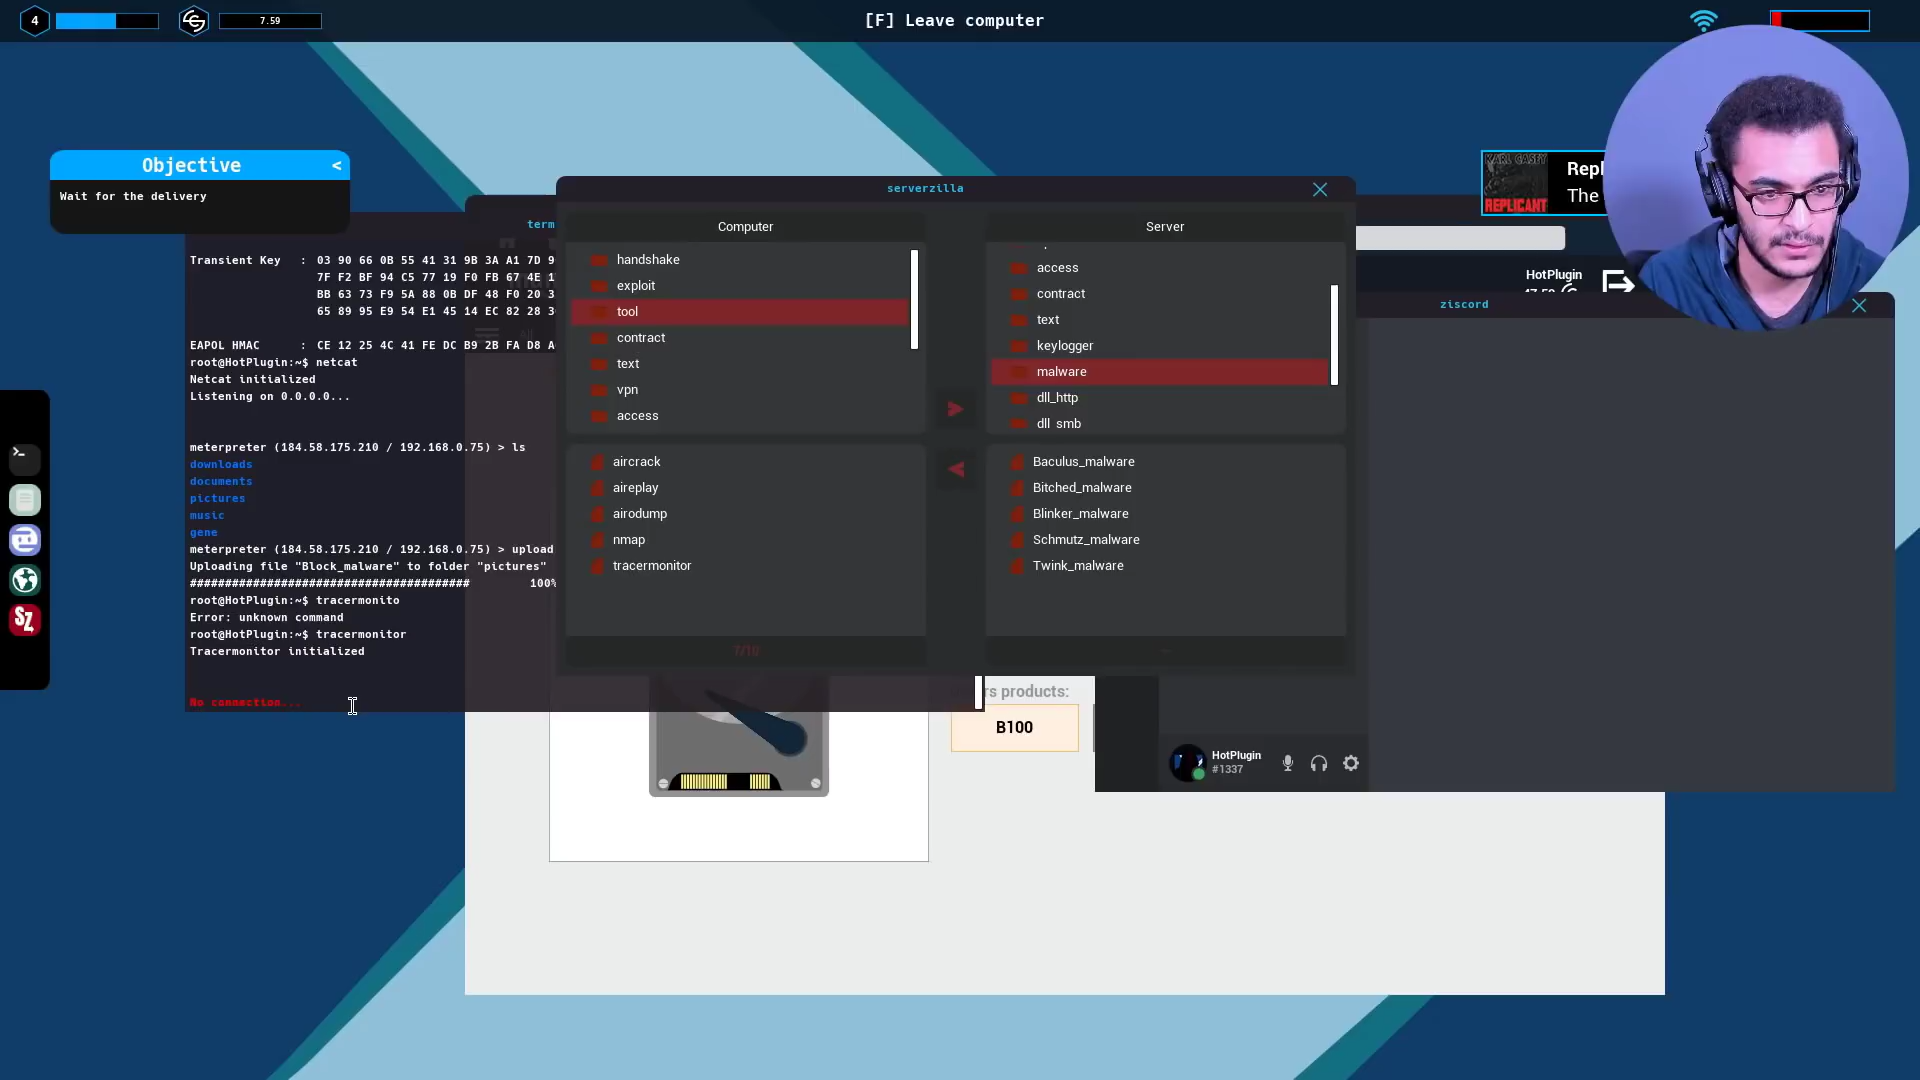 4
7.59
[F] Leave computer
Objective <
Wait for the delivery
KARL CASEY
REPLICANT
Repl
The
term
Transient Key : 03 90 66 0B 55 41 31 9B 3A A1 7D 9
7F F2 BF 94 C5 77 19 F0 FB 67 4E 1
BB 63 73 F9 5A 88 0B DF 48 F0 20 3
65 89 95 E9 54 E1 45 14 EC 82 28 3
EAPOL HMAC : CE 12 25 4C 41 FE DC B9 2B FA D8 A
root@HotPlugin:~$ netcat
Netcat initialized
Listening on 0.0.0.0...
meterpreter (184.58.175.210 / 192.168.0.75) > ls
downloads
documents
pictures
music
gene
meterpreter (184.58.175.210 / 192.168.0.75) > upload
Uploading file "Block_malware" to folder "pictures"
####################################### 100%
root@HotPlugin:~$ tracermonito
Error: unknown command
root@HotPlugin:~$ tracermonitor
Tracermonitor initialized
No connection...
serverzilla
Computer
handshake
exploit
tool
contract
text
vpn
access
aircrack
aireplay
airodump
nmap
tracermonitor
7/10
Server
access
contract
text
keylogger
malware
dll_http
dll_smb
Baculus_malware
Bitched_malware
Blinker_malware
Schmutz_malware
Twink_malware
HotPlugin
ziscord
rs products:
B100
HotPlugin
#1337
SZ